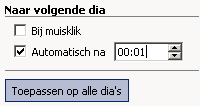 Naar volgende dia
Bij muisklik
Automatisch na 00:01
Toepassen op alle dia's